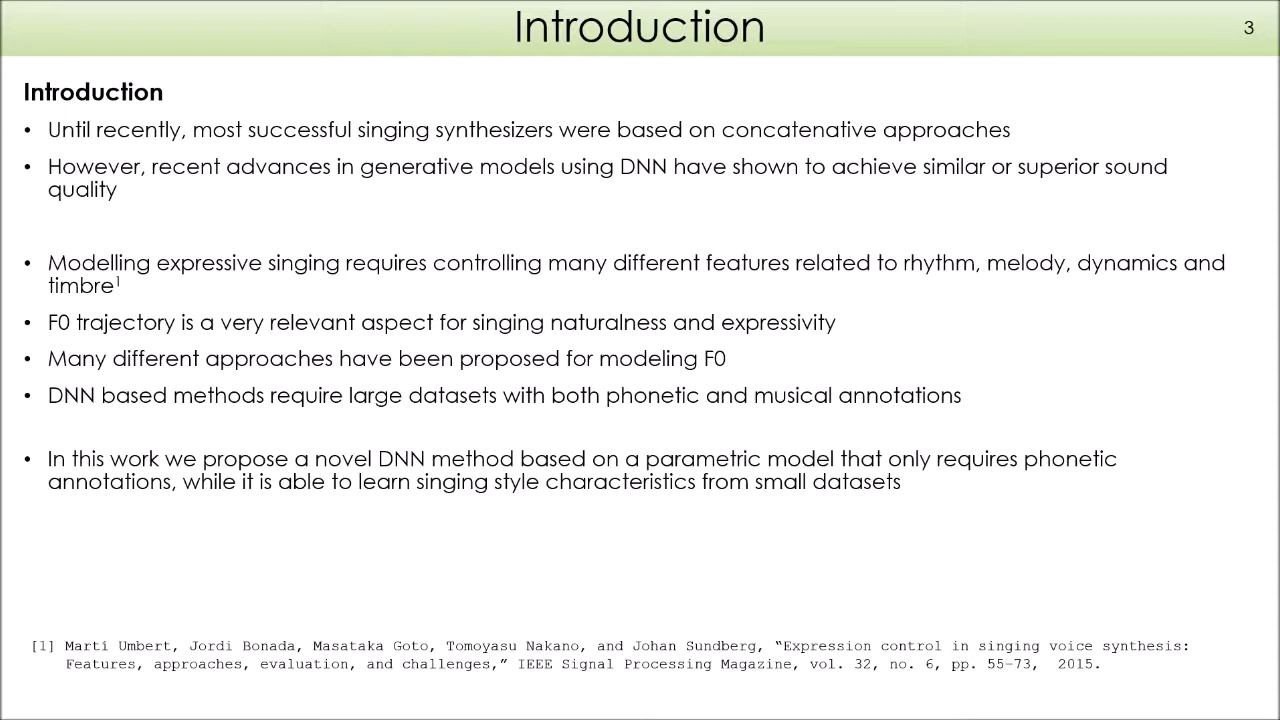 Introduction
3
Introduction
• Until recently, most successful singing synthesizers were based on concatenative approaches
• However, recent advances in generative models using DNN have shown to achieve similar or superior sound
quality
• Modelling expressive singing requires controlling many different features related to rhythm, melody, dynamics and
timbre¹
• F0 trajectory is a very relevant aspect for singing naturalness and expressivity
• Many different approaches have been proposed for modeling F0
• DNN based methods require large datasets with both phonetic and musical annotations
• In this work we propose a novel DNN method based on a parametric model that only requires phonetic
annotations, while it is able to learn singing style characteristics from small datasets
[1] Martí Umbert, Jordi Bonada, Masataka Goto, Tomoyasu Nakano, and Johan Sundberg, “Expression control in singing voice synthesis:
Features, approaches, evaluation, and challenges,” IEEE Signal Processing Magazine, vol. 32, no. 6, pp. 55–73, 2015.